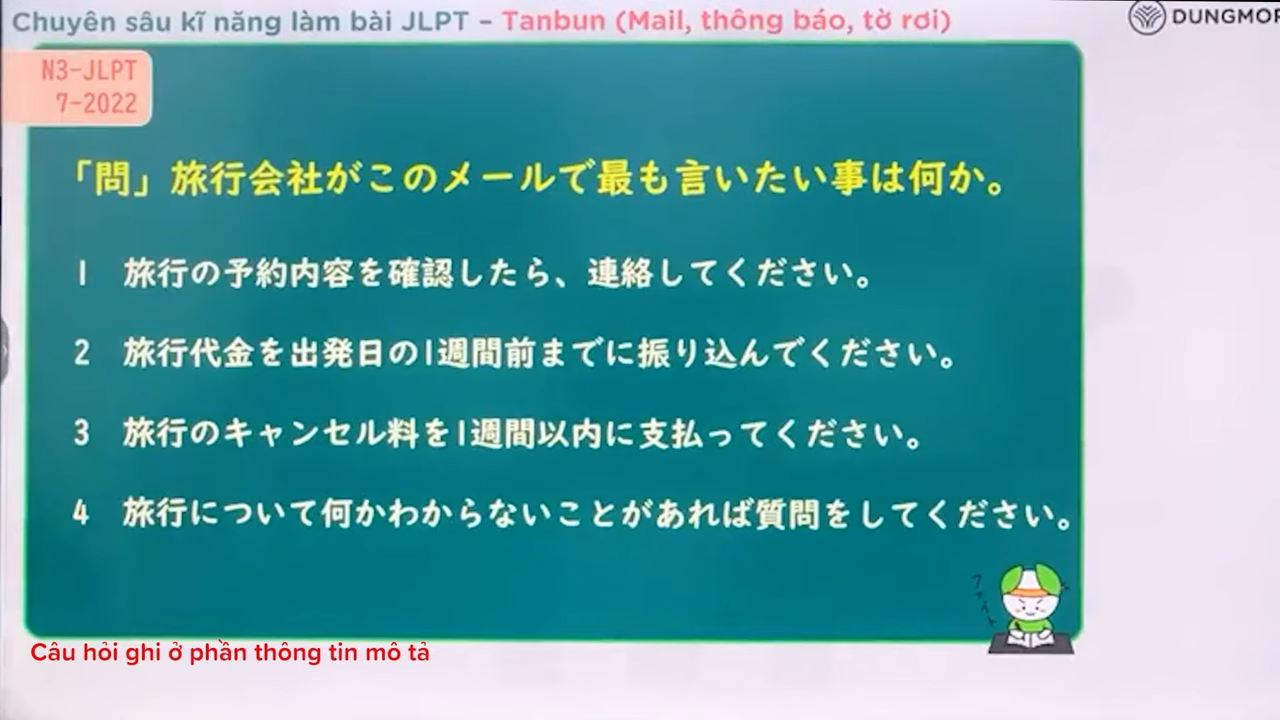 Chuyên sâu kĩ năng làm bài JLPT – Tanbun (Mail, thông báo, tờ rơi)
DUNGMOR
N3-JLPT
7-2022
「問」旅行会社がこのメールで最も言いたい事は何か。
1 旅行の予約内容を確認したら、連絡してください。
2 旅行代金を出発日の1週間前までに振り込んでください。
3 旅行のキャンセル料を1週間以内に支払ってください。
4 旅行について何かわからないことがあれば質問をしてください。
ファイト
Câu hỏi ghi ở phần thông tin mô tả